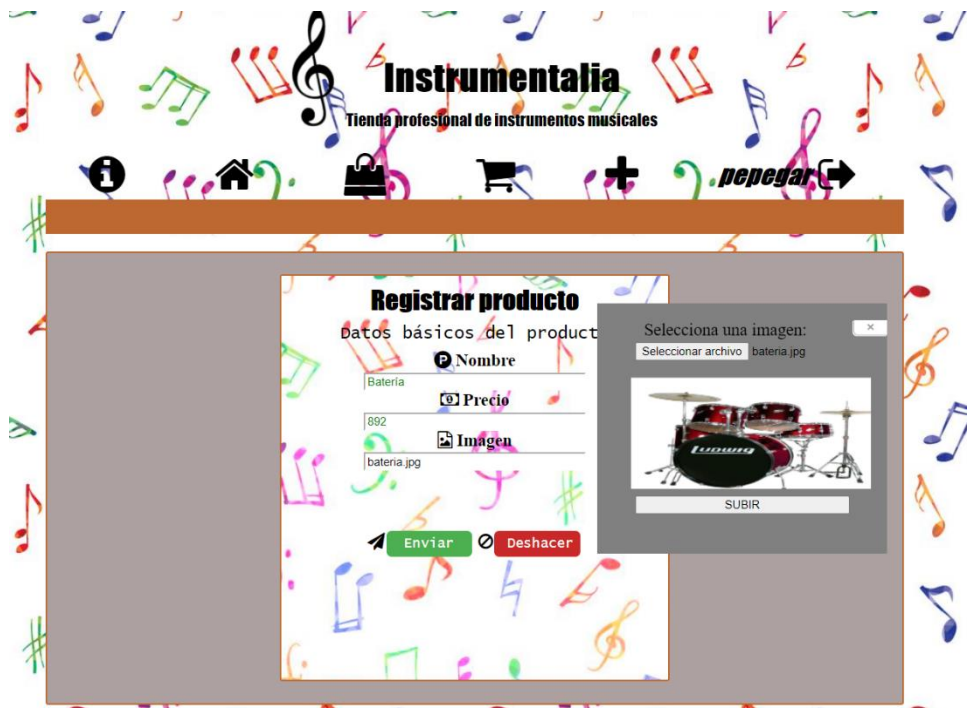 Instrumentalia
Tienda profesional de instrumentos musicales
pepegar
Registrar producto
Datos básicos del product
Nombre
Batería
Precio
892
Imagen
bateria.jpg
Enviar
Deshacer
Selecciona una imagen:
×
Seleccionar archivo bateria.jpg
Ludwig
SUBIR